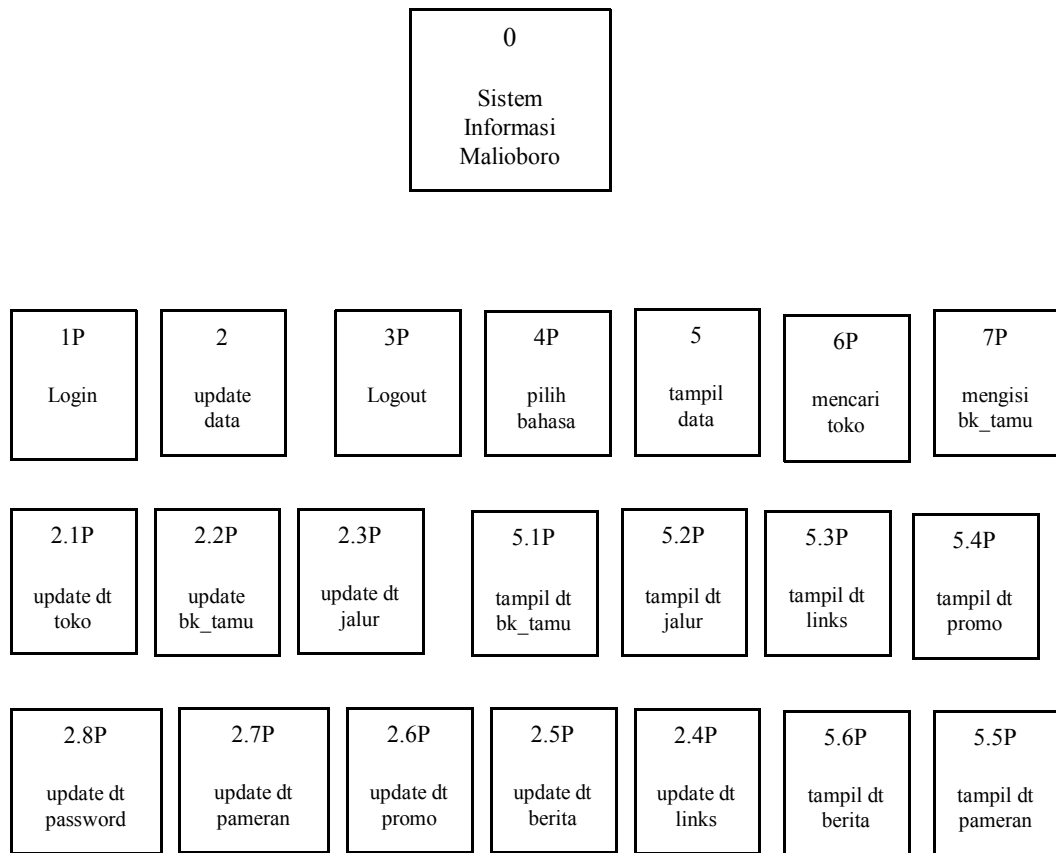 0
Sistem
Informasi
Malioboro
1P
Login
2
update
data
3P
Logout
4P
pilih
bahasa
5
tampil
data
6P
mencari
toko
7P
mengisi
bk_tamu
2.1P
update dt
toko
2.2P
update
bk_tamu
2.3P
update dt
jalur
5.1P
tampil dt
bk_tamu
5.2P
tampil dt
jalur
5.3P
tampil dt
links
5.4P
tampil dt
promo
2.8P
update dt
password
2.7P
update dt
pameran
2.6P
update dt
promo
2.5P
update dt
berita
2.4P
update dt
links
5.6P
tampil dt
berita
5.5P
tampil dt
pameran